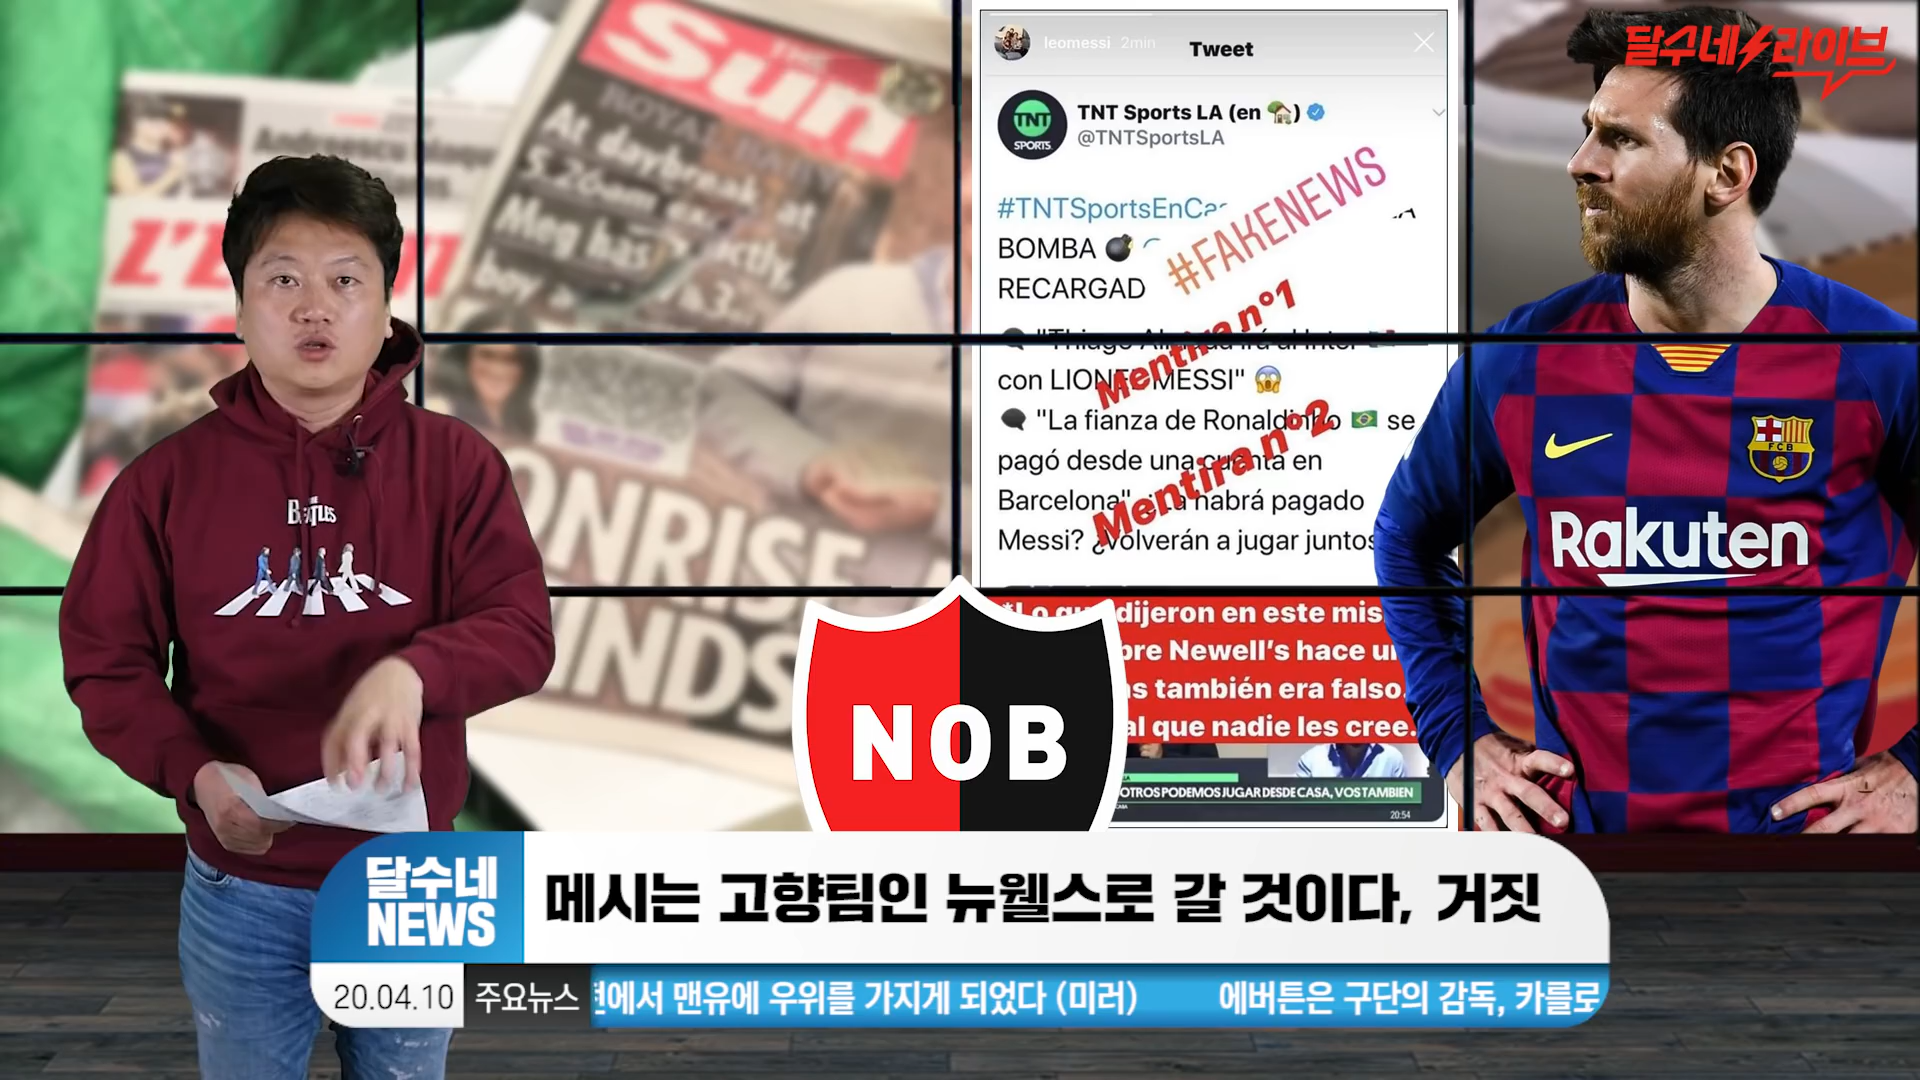 달수네라이브
leomessi 2min
Tweet
TNT Sports LA (en 🏡)
@TNTSportsLA
TNT
SPORTS
#TNTSportsEnCas
BOMBA 💣
RECARGAD
#FAKENEWS
Mentira n°1
con LIONEL MESSI" 😱
"La fianza de Ronaldinho 🇧🇷 se
pagó desde una cuenta en
Barcelona"
habrá pagado
Messi? ¿Volverán a jugar juntos
Mentira n°2
dijeron en este mis
bre Newell's hace un
as también era falso.
al que nadie les cree.
OTROS PODEMOS JUGAR DESDE CASA, VOS TAMBIEN
20:54
THE
Sun
At daybreak at
5.26am exactly,
Meg has
boy
ONRISE
INDS
BEATLES
NOB
FCB
Rakuten
달수네
NEWS
메시는 고향팀인 뉴웰스로 갈 것이다, 거짓
20.04.10
주요뉴스
에서 맨유에 우위를 가지게 되었다 (미러)
에버튼은 구단의 감독, 카를로